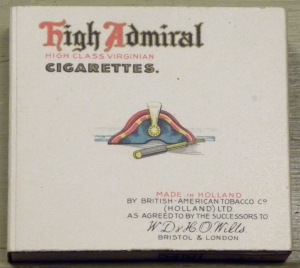 High Admiral
HIGH CLASS VIRGINIAN
CIGARETTES.
MADE IN HOLLAND
BY BRITISH-AMERICAN TOBACCO Co
(HOLLAND) LTD.
AS AGREED TO BY THE SUCCESSORS TO
W.D. & H.O. Wills
BRISTOL & LONDON